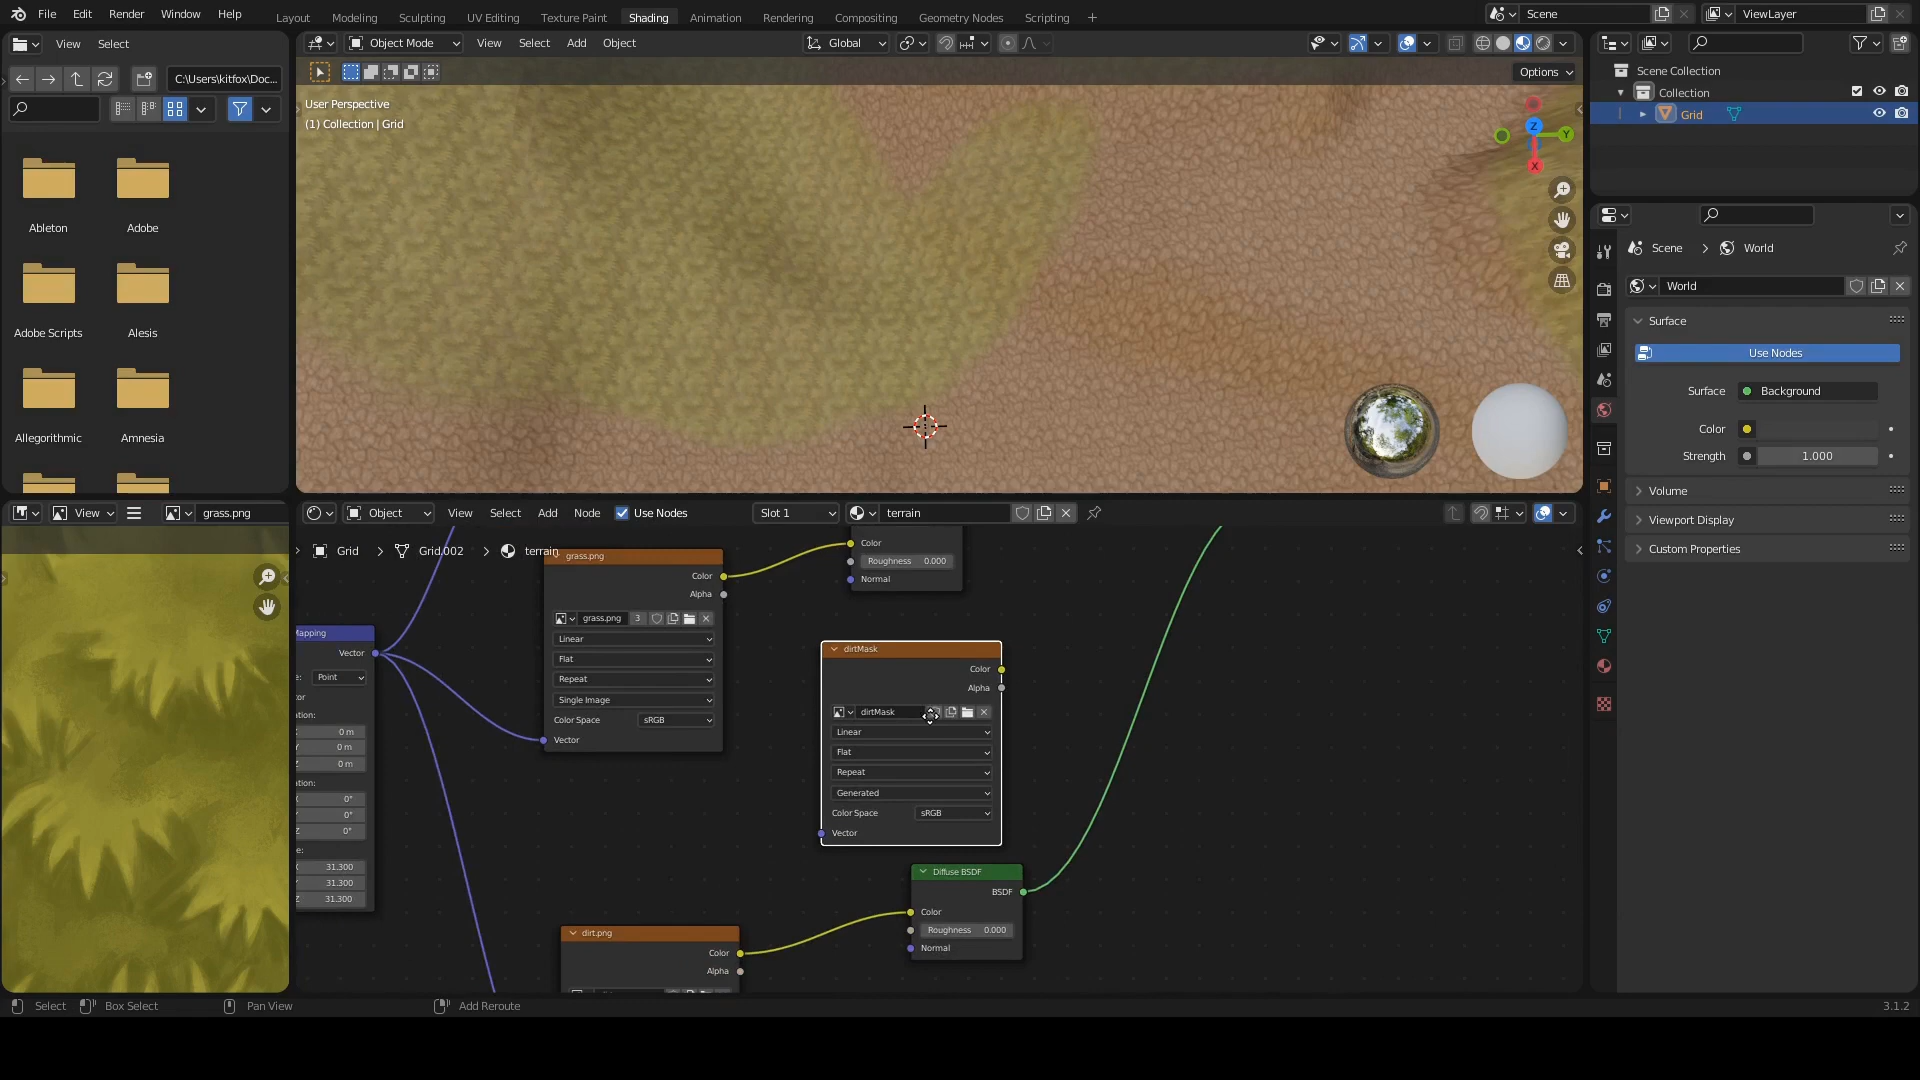 File Edit Render Window Help Layout Modeling Sculpting UV Editing Texture Paint Shading Animation Rendering Compositing Geometry Nodes Scripting + Scene ViewLayer
View Select
Object Mode View Select Add Object Global
Scene Collection
Collection
Grid
C:\Users\kitfox\Doc...
Options
User Perspective
(1) Collection | Grid
Z
Y
X
Ableton Adobe
Adobe Scripts Alesis
Allegorithmic Amnesia
Scene > World
World
Surface
Use Nodes
Surface Background
Color
Strength 1.000
Volume
Viewport Display
Custom Properties
View grass.png
Object View Select Add Node Use Nodes Slot 1 terrain
Grid > Grid.002 > terrain
Mapping
Vector
Point
0 m
0 m
Z 0 m
0°
0°
Z 0°
31.300
31.300
31.300
grass.png
Color
Alpha
grass.png 3
Linear
Flat
Repeat
Single Image
Color Space sRGB
Vector
Color
Roughness 0.000
Normal
dirtMask
Color
Alpha
dirtMask
Linear
Flat
Repeat
Generated
Color Space sRGB
Vector
Diffuse BSDF
BSDF
Color
Roughness 0.000
Normal
dirt.png
Color
Alpha
Select Box Select Pan View Add Reroute 3.1.2